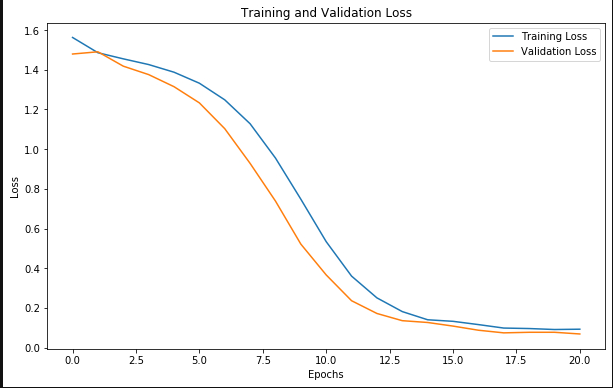 Training and Validation Loss
Training Loss
Validation Loss
Loss
1.6
1.4
1.2
1.0
0.8
0.6
0.4
0.2
0.0
0.0 2.5 5.0 7.5 10.0 12.5 15.0 17.5 20.0
Epochs